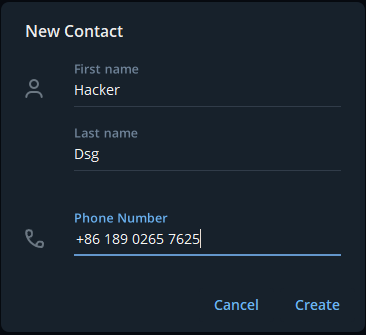 New Contact
First name
Hacker
Last name
Dsg
Phone Number
+86 189 0265 7625
Cancel
Create